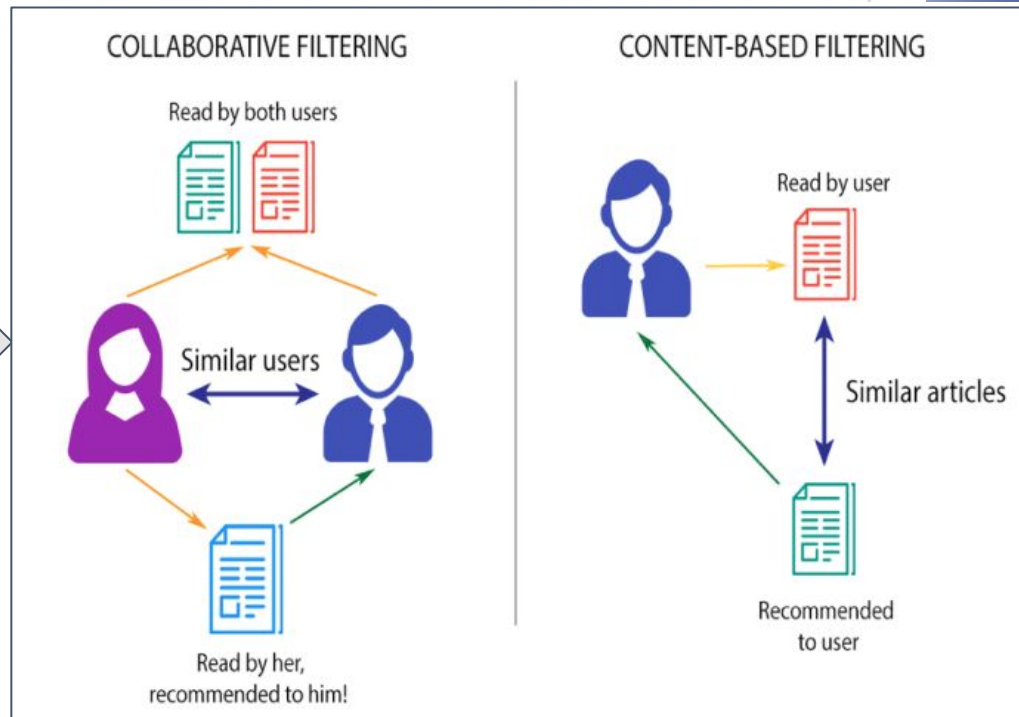 COLLABORATIVE FILTERING
Read by both users
Similar users
Read by her,
recommended to him!
CONTENT-BASED FILTERING
Read by user
Similar articles
Recommended
to user